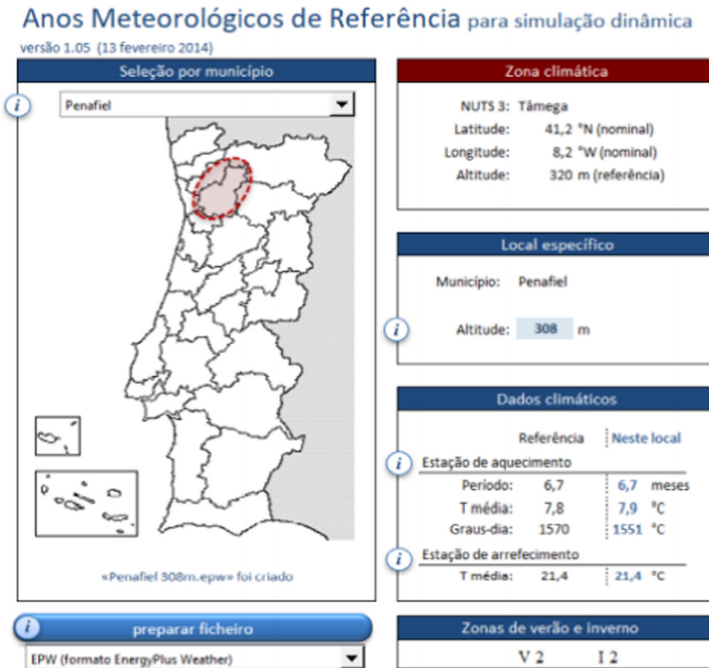 Anos Meteorológicos de Referência para simulação dinâmica
versão 1.05 (13 fevereiro 2014)
Seleção por município
i
Penafiel
«Penafiel 308m.epw» foi criado
i preparar ficheiro
EPW (formato EnergyPlus Weather)
Zona climática
NUTS 3: Tâmega
Latitude: 41,2 °N (nominal)
Longitude: 8,2 °W (nominal)
Altitude: 320 m (referência)
Local específico
Município: Penafiel
i Altitude: 308 m
Dados climáticos
Referência Neste local
i Estação de aquecimento
Período: 6,7 6,7 meses
T média: 7,8 7,9 °C
Graus-dia: 1570 1551 °C
i Estação de arrefecimento
T média: 21,4 21,4 °C
Zonas de verão e inverno
V 2 I 2